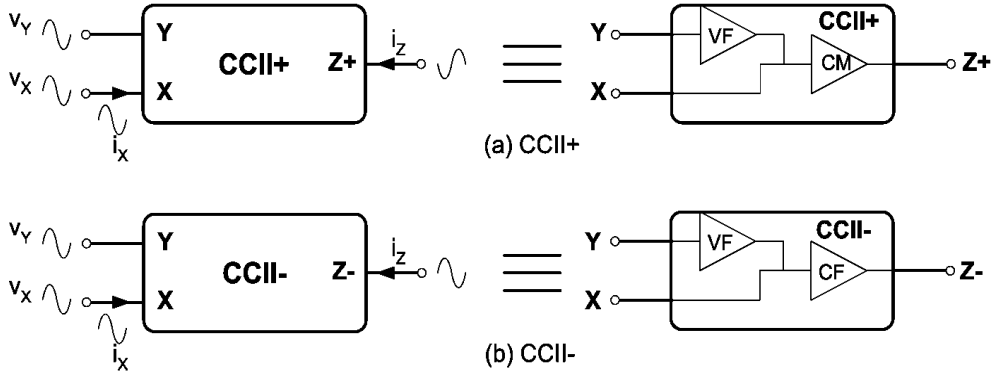 vY Y CCII+ Z+ iz
vX X
iX
Y VF CCII+
X CM Z+
(a) CCII+
vY Y CCII- Z- iz
vX X
iX
Y VF CCII-
X CF Z-
(b) CCII-